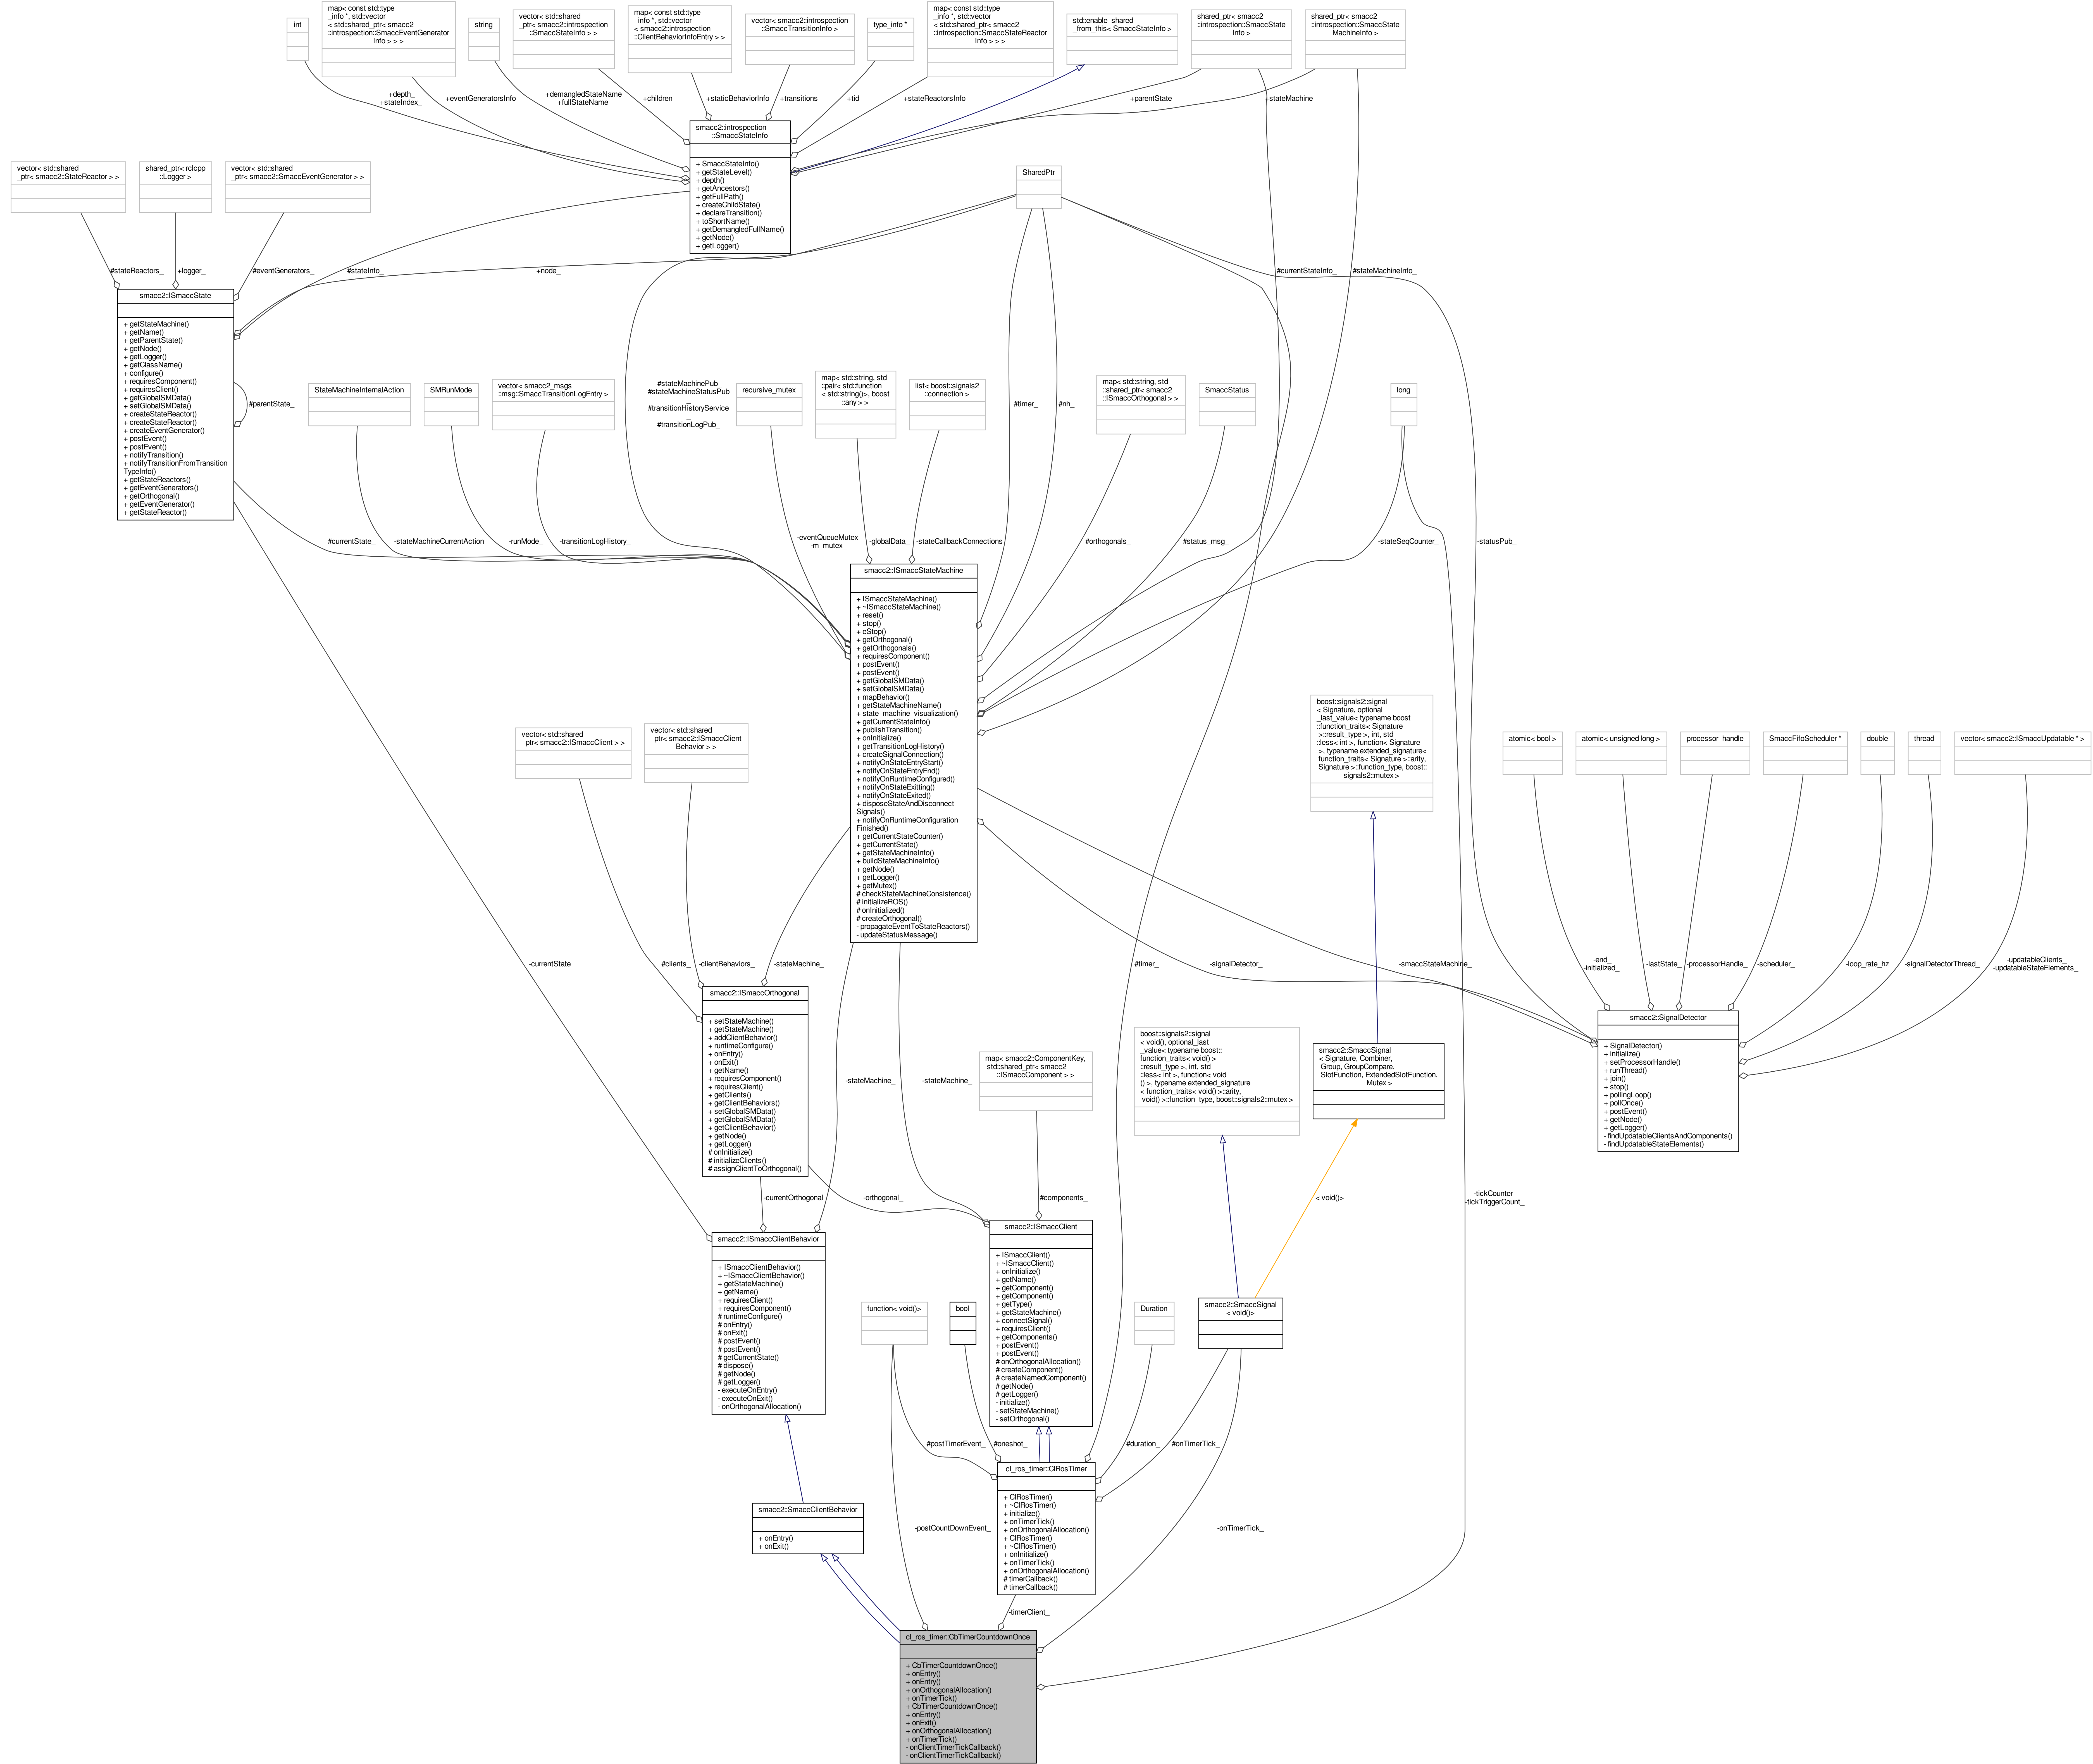 int
map< const std::type
_info *, std::vector
< std::shared_ptr< smacc2
::introspection::SmaccEventGenerator
Info > > >
string
vector< std::shared
_ptr< smacc2::introspection
::SmaccStateInfo > >
map< const std::type
_info *, std::vector
< smacc2::introspection
::ClientBehaviorInfoEntry > >
vector< smacc2::introspection
::SmaccTransitionInfo >
type_info *
map< const std::type
_info *, std::vector
< std::shared_ptr< smacc2
::introspection::SmaccStateReactor
Info > > >
std::enable_shared
_from_this< SmaccStateInfo >
shared_ptr< smacc2
::introspection::SmaccState
Info >
shared_ptr< smacc2
::introspection::SmaccState
MachineInfo >
+depth_
+stateIndex_
+eventGeneratorsInfo
+demangledStateName
+fullStateName
+children_
+staticBehaviorInfo
+transitions_
+tid_
+stateReactorsInfo
+parentState_
+stateMachine_
smacc2::introspection
::SmaccStateInfo
+ SmaccStateInfo()
+ getStateLevel()
+ depth()
+ getAncestors()
+ getFullPath()
+ createChildState()
+ declareTransition()
+ toShortName()
+ getDemangledFullName()
+ getNode()
+ getLogger()
vector< std::shared
_ptr< smacc2::StateReactor > >
shared_ptr< rclcpp
::Logger >
vector< std::shared
_ptr< smacc2::SmaccEventGenerator > >
SharedPtr
#stateReactors_
+logger_
#eventGenerators_
#stateInfo_
+node_
#currentStateInfo_
#stateMachineInfo_
smacc2::ISmaccState
+ getStateMachine()
+ getName()
+ getParentState()
+ getNode()
+ getLogger()
+ getClassName()
+ configure()
+ requiresComponent()
+ requiresClient()
+ getGlobalSMData()
+ setGlobalSMData()
+ createStateReactor()
+ createEventGenerator()
+ postEvent()
+ postEvent()
+ notifyTransition()
+ notifyTransitionFromTransition
TypeInfo()
+ getStateReactors()
+ getEventGenerators()
+ getOrthogonal()
+ getEventGenerator()
+ getStateReactor()
#parentState_
StateMachineInternalAction
SMRunMode
vector< smacc2_msgs
::msg::SmaccTransitionLogEntry >
#stateMachinePub_
#stateMachineStatusPub
_
#transitionHistoryService
_
#transitionLogPub_
recursive_mutex
map< std::string, std
::pair< std::function
< std::string()>, boost
::any > >
list< boost::signals2
::connection >
#timer_
#nh_
map< std::string, std
::shared_ptr< smacc2
::ISmaccOrthogonal > >
SmaccStatus
long
#currentState_
-stateMachineCurrentAction
-runMode_
-transitionLogHistory_
-eventQueueMutex_
-m_mutex_
-globalData_
-stateCallbackConnections
#orthogonals_
#status_msg_
-stateSeqCounter_
-statusPub_
smacc2::ISmaccStateMachine
+ ISmaccStateMachine()
+ ~ISmaccStateMachine()
+ reset()
+ stop()
+ eStop()
+ getOrthogonal()
+ getOrthogonals()
+ requiresComponent()
+ postEvent()
+ postEvent()
+ getGlobalSMData()
+ setGlobalSMData()
+ mapBehavior()
+ getStateMachineName()
+ state_machine_visualization()
+ getCurrentStateInfo()
+ publishTransition()
+ onInitialize()
+ getTransitionLogHistory()
+ createSignalConnection()
+ notifyOnStateEntryStart()
+ notifyOnStateEntryEnd()
+ notifyOnRuntimeConfigured()
+ notifyOnStateExitting()
+ notifyOnStateExited()
+ disposeStateAndDisconnect
Signals()
+ notifyOnRuntimeConfiguration
Finished()
+ getCurrentStateCounter()
+ getCurrentState()
+ getStateMachineInfo()
+ buildStateMachineInfo()
+ getNode()
+ getLogger()
+ getMutex()
# checkStateMachineConsistence()
# initializeROS()
# onInitialized()
# createOrthogonal()
- propagateEventToStateReactors()
- updateStatusMessage()
vector< std::shared
_ptr< smacc2::ISmaccClient > >
vector< std::shared
_ptr< smacc2::ISmaccClient
Behavior > >
boost::signals2::signal
< Signature, optional
_last_value< typename boost
::function_traits< Signature
 >::result_type >, int, std
::less< int >, function< Signature
 >, typename extended_signature<
 function_traits< Signature >::arity,
 Signature >::function_type, boost::
signals2::mutex >
atomic< bool >
atomic< unsigned long >
processor_handle
SmaccFifoScheduler *
double
thread
vector< smacc2::ISmaccUpdatable * >
-currentState
#clients_
-clientBehaviors_
-stateMachine_
#timer_
-signalDetector_
-smaccStateMachine_
-end_
-initialized_
-lastState_
-processorHandle_
-scheduler_
-loop_rate_hz
-signalDetectorThread_
-updatableClients_
-updatableStateElements_
smacc2::ISmaccOrthogonal
+ setStateMachine()
+ getStateMachine()
+ addClientBehavior()
+ runtimeConfigure()
+ onEntry()
+ onExit()
+ getName()
+ requiresComponent()
+ requiresClient()
+ getClients()
+ getClientBehaviors()
+ setGlobalSMData()
+ getGlobalSMData()
+ getClientBehavior()
+ getNode()
+ getLogger()
# onInitialize()
# initializeClients()
# assignClientToOrthogonal()
-stateMachine_
-stateMachine_
map< smacc2::ComponentKey,
 std::shared_ptr< smacc2
::ISmaccComponent > >
boost::signals2::signal
< void(), optional_last
_value< typename boost::
function_traits< void()>
::result_type >, int, std
::less< int >, function< void
() >, typename extended_signature
< function_traits< void() >::arity,
 void() >::function_type, boost::signals2::mutex >
smacc2::SmaccSignal
< Signature, Combiner,
 Group, GroupCompare,
 SlotFunction, ExtendedSlotFunction,
 Mutex >
smacc2::SignalDetector
+ SignalDetector()
+ initialize()
+ setProcessorHandle()
+ runThread()
+ join()
+ stop()
+ pollingLoop()
+ pollOnce()
+ postEvent()
+ getNode()
+ getLogger()
- findUpdatableClientsAndComponents()
- findUpdatableStateElements()
-currentOrthogonal
-orthogonal_
#components_
< void()>
-tickCounter_
-tickTriggerCount_
smacc2::ISmaccClientBehavior
+ ISmaccClientBehavior()
+ ~ISmaccClientBehavior()
+ getStateMachine()
+ getName()
+ requiresClient()
+ requiresComponent()
# runtimeConfigure()
# onEntry()
# onExit()
# postEvent()
# postEvent()
# getCurrentState()
# dispose()
# getNode()
# getLogger()
- executeOnEntry()
- executeOnExit()
- onOrthogonalAllocation()
smacc2::ISmaccClient
+ ISmaccClient()
+ ~ISmaccClient()
+ onInitialize()
+ getName()
+ getComponent()
+ getComponent()
+ getType()
+ getStateMachine()
+ connectSignal()
+ requiresClient()
+ getComponents()
+ postEvent()
+ postEvent()
# onOrthogonalAllocation()
# createComponent()
# createNamedComponent()
# getNode()
# getLogger()
- initialize()
- setStateMachine()
- setOrthogonal()
function< void()>
bool
Duration
smacc2::SmaccSignal
< void()>
#postTimerEvent_
#oneshot_
#duration_
#onTimerTick_
cl_ros_timer::ClRosTimer
+ ClRosTimer()
+ ~ClRosTimer()
+ initialize()
+ onTimerTick()
+ onOrthogonalAllocation()
+ ClRosTimer()
+ ~ClRosTimer()
+ onInitialize()
+ onTimerTick()
+ onOrthogonalAllocation()
# timerCallback()
# timerCallback()
smacc2::SmaccClientBehavior
+ onEntry()
+ onExit()
-postCountDownEvent_
-onTimerTick_
-timerClient_
cl_ros_timer::CbTimerCountdownOnce
+ CbTimerCountdownOnce()
+ onEntry()
+ onEntry()
+ onOrthogonalAllocation()
+ onTimerTick()
+ CbTimerCountdownOnce()
+ onEntry()
+ onExit()
+ onOrthogonalAllocation()
+ onTimerTick()
- onClientTimerTickCallback()
- onClientTimerTickCallback()